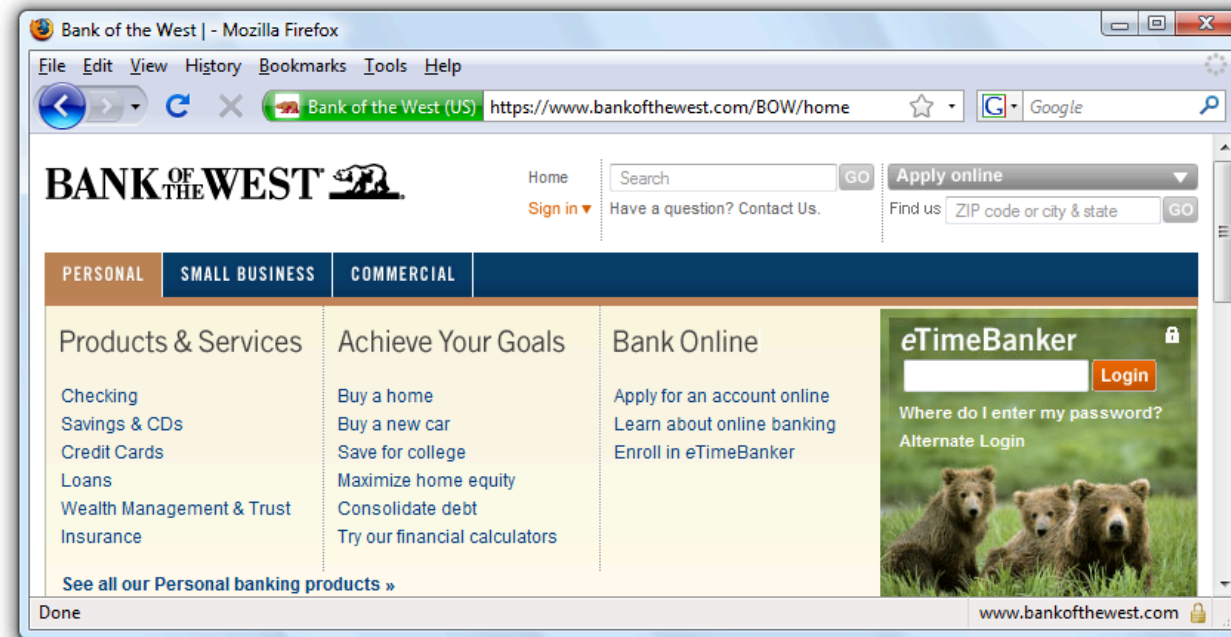 Bank of the West | - Mozilla Firefox
File Edit View History Bookmarks Tools Help
Bank of the West (US) https://www.bankofthewest.com/BOW/home G Google
BANK OF THE WEST
Home Search GO Apply online
Sign in Have a question? Contact Us. Find us ZIP code or city & state GO
PERSONAL SMALL BUSINESS COMMERCIAL
Products & Services
Checking
Savings & CDs
Credit Cards
Loans
Wealth Management & Trust
Insurance
See all our Personal banking products »
Achieve Your Goals
Buy a home
Buy a new car
Save for college
Maximize home equity
Consolidate debt
Try our financial calculators
Bank Online
Apply for an account online
Learn about online banking
Enroll in eTimeBanker
eTimeBanker
Login
Where do I enter my password?
Alternate Login
Done www.bankofthewest.com